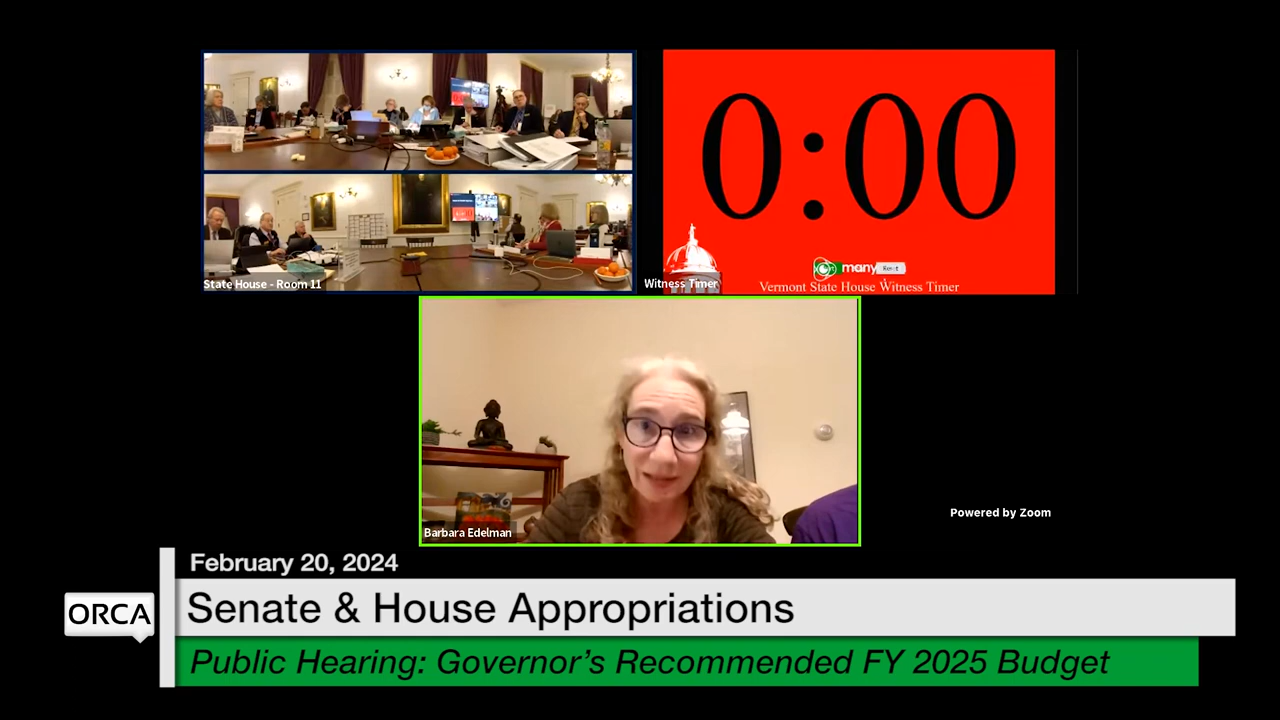 0:00
many
State House - Room 11
Witness Timer
Vermont State House Witness Timer
Barbara Edelman
Powered by Zoom
February 20, 2024
ORCA
Senate & House Appropriations
Public Hearing: Governor's Recommended FY 2025 Budget